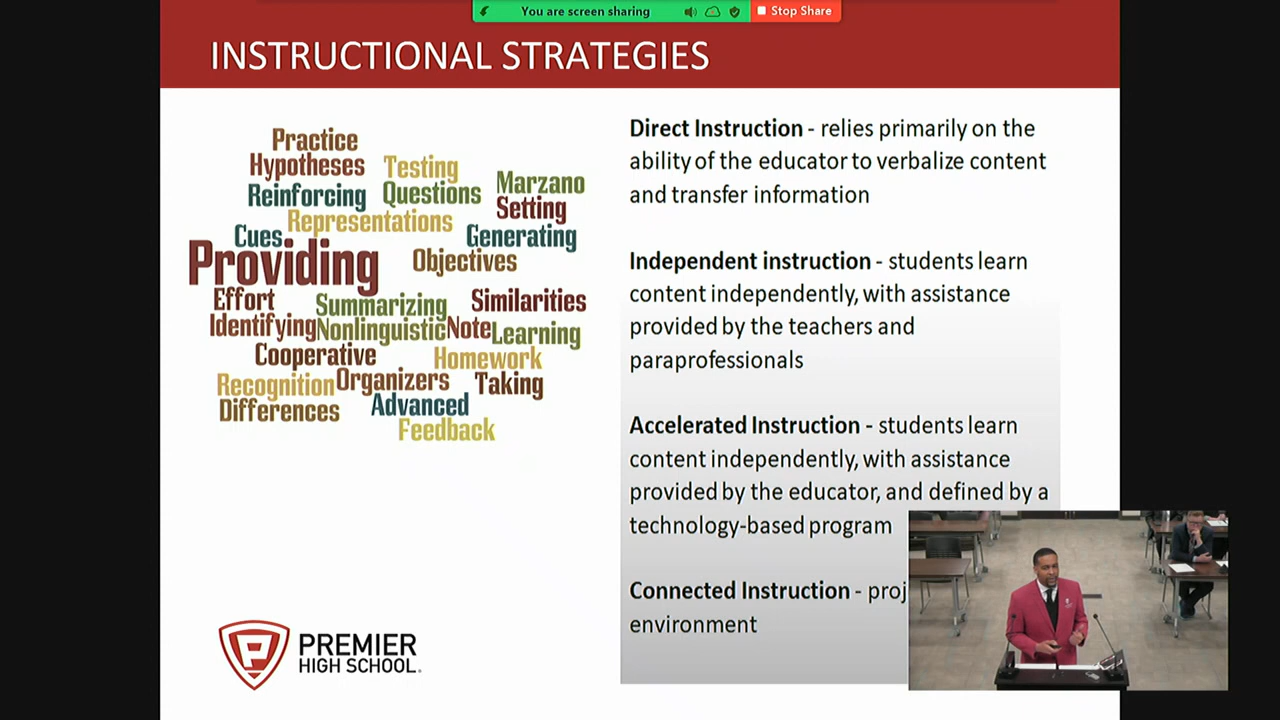 You are screen sharing
Stop Share
INSTRUCTIONAL STRATEGIES
Practice
Hypotheses
Testing
Reinforcing
Questions
Marzano
Representations
Setting
Cues
Generating
Providing
Objectives
Effort
Summarizing
Similarities
Identifying
Nonlinguistic
Note
Learning
Cooperative
Homework
Recognition
Organizers
Taking
Differences
Advanced
Feedback
Direct Instruction - relies primarily on the
ability of the educator to verbalize content
and transfer information
Independent instruction - students learn
content independently, with assistance
provided by the teachers and
paraprofessionals
Accelerated Instruction - students learn
content independently, with assistance
provided by the educator, and defined by a
technology-based program
Connected Instruction - proj
environment
P
PREMIER
HIGH SCHOOL®